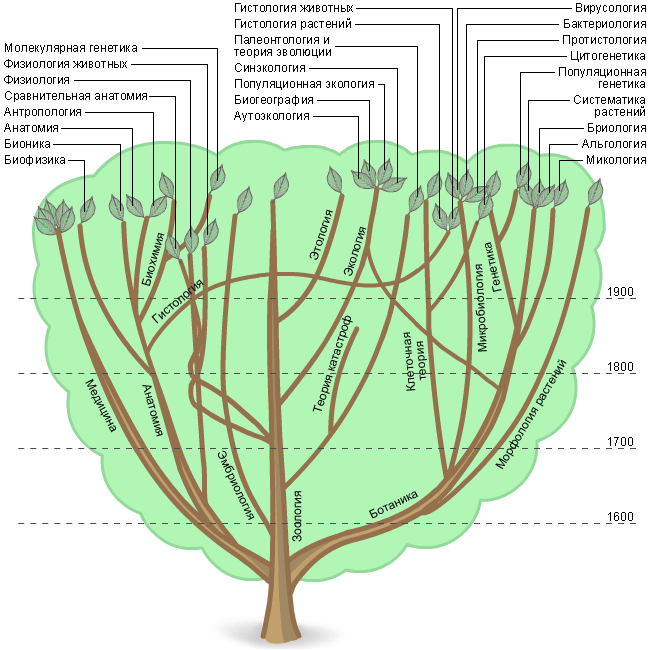 Молекулярная генетика
Физиология животных
Физиология
Сравнительная анатомия
Антропология
Анатомия
Бионика
Биофизика
Гистология животных
Гистология растений
Палеонтология и
теория эволюции
Синэкология
Популяционная экология
Биогеография
Аутэкология
Вирусология
Бактериология
Протистология
Цитогенетика
Популяционная
генетика
Систематика
растений
Бриология
Альгология
Микология
Биохимия
Гистология
Этология
Экология
Генетика
Микробиология
1900
Теория катастроф
Клеточная
теория
1800
Медицина
Анатомия
Морфология растений
1700
Эмбриология
Зоология
Ботаника
1600